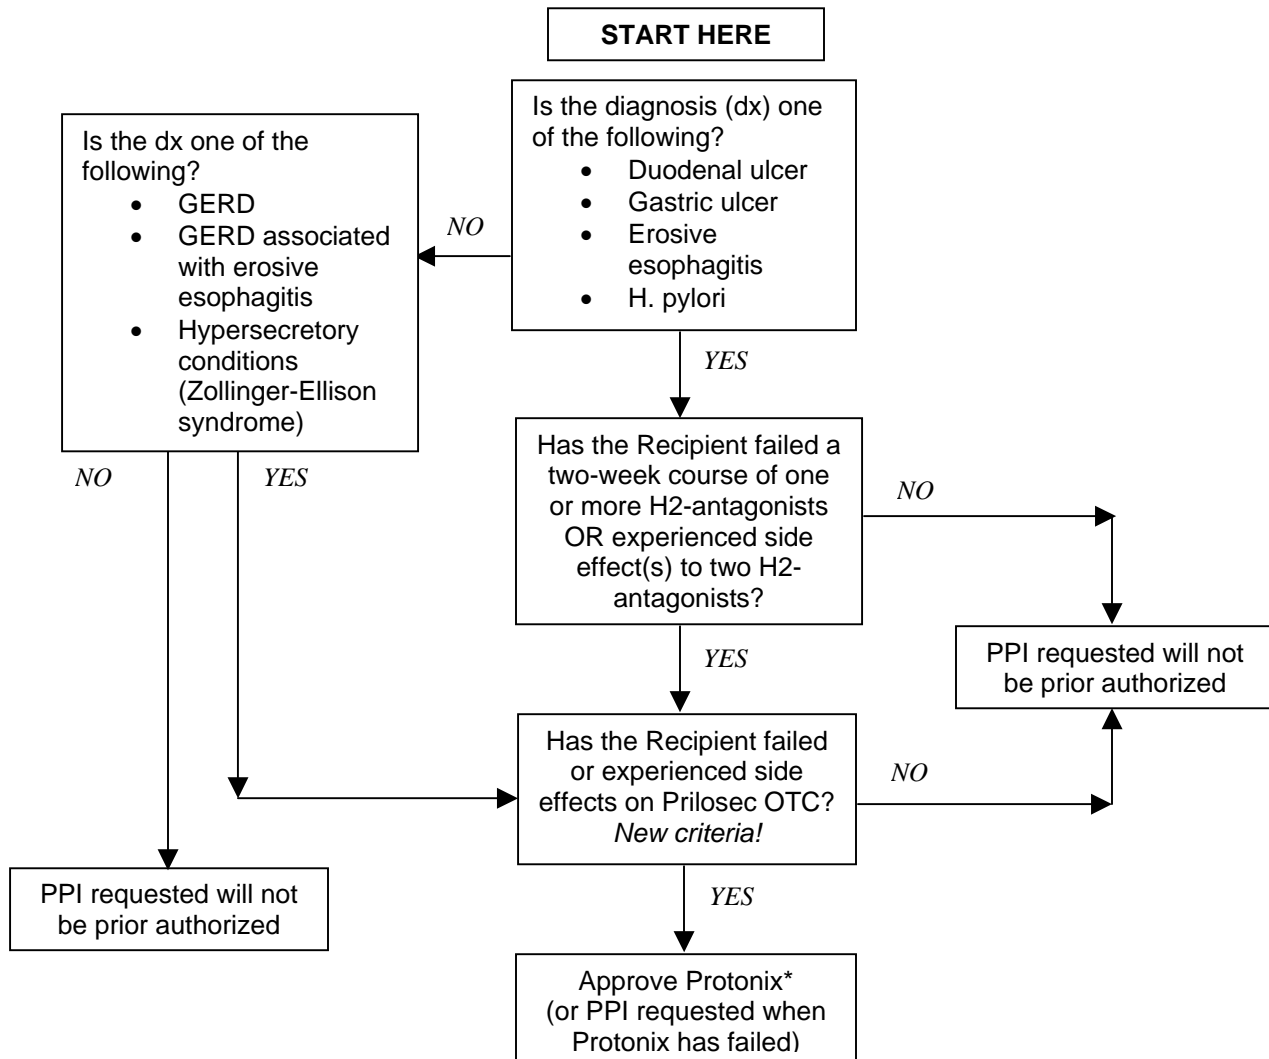 START HERE
Is the diagnosis (dx) one
of the following?
• Duodenal ulcer
• Gastric ulcer
• Erosive
esophagitis
• H. pylori
NO
Is the dx one of the
following?
• GERD
• GERD associated
with erosive
esophagitis
• Hypersecretory
conditions
(Zollinger-Ellison
syndrome)
YES
NO
YES
Has the Recipient failed a
two-week course of one
or more H2-antagonists
OR experienced side
effect(s) to two H2-
antagonists?
NO
PPI requested will not
be prior authorized
YES
Has the Recipient failed
or experienced side
effects on Prilosec OTC?
New criteria!
NO
PPI requested will not
be prior authorized
YES
Approve Protonix*
(or PPI requested when
Protonix has failed)